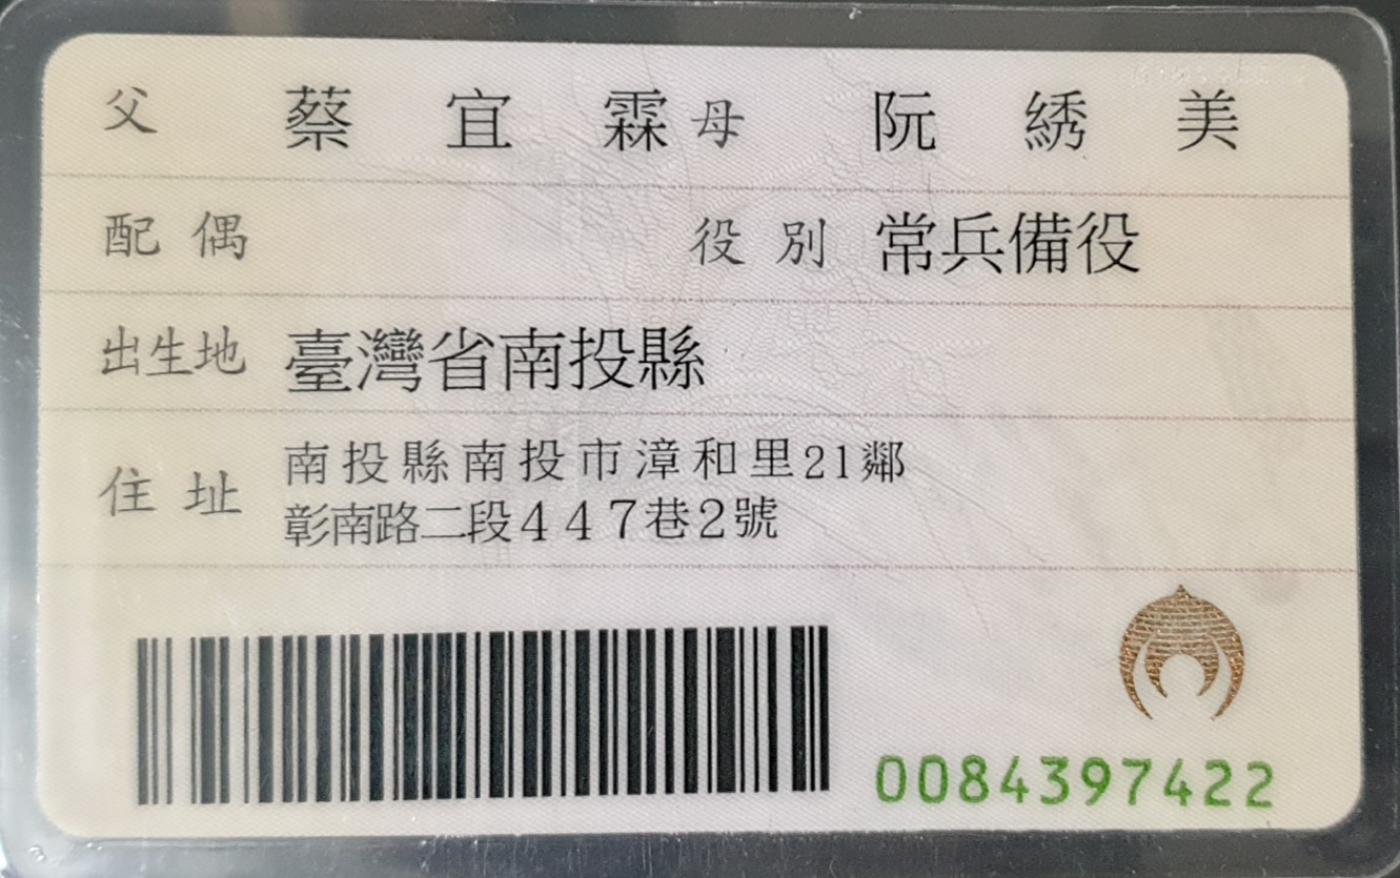 父 蔡宜霖 母 阮綉美
配偶 役別 常兵備役
出生地 臺灣省南投縣
住址 南投縣南投市漳和里21鄰
彰南路二段447巷2號
0084397422